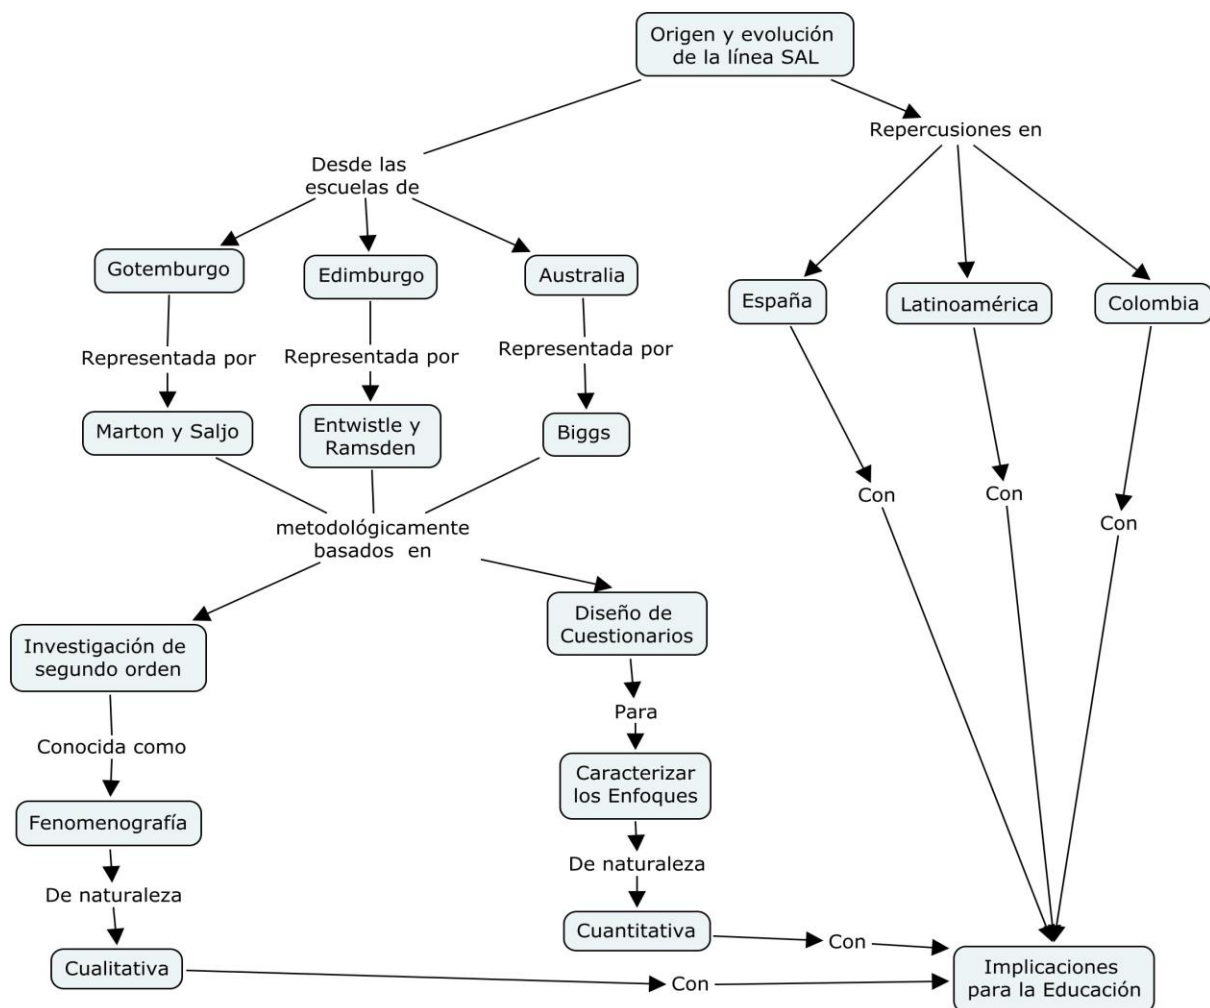 Origen y evolución
de la línea SAL
Repercusiones en
Desde las
escuelas de
Gotemburgo
Edimburgo
Australia
España
Latinoamérica
Colombia
Representada por
Representada por
Representada por
Marton y Saljo
Entwistle y
Ramsden
Biggs
Con
Con
Con
metodológicamente
basados en
Investigación de
segundo orden
Diseño de
Cuestionarios
Conocida como
Para
Fenomenografía
Caracterizar
los Enfoques
De naturaleza
De naturaleza
Cualitativa
Cuantitativa
Con
Con
Implicaciones
para la Educación